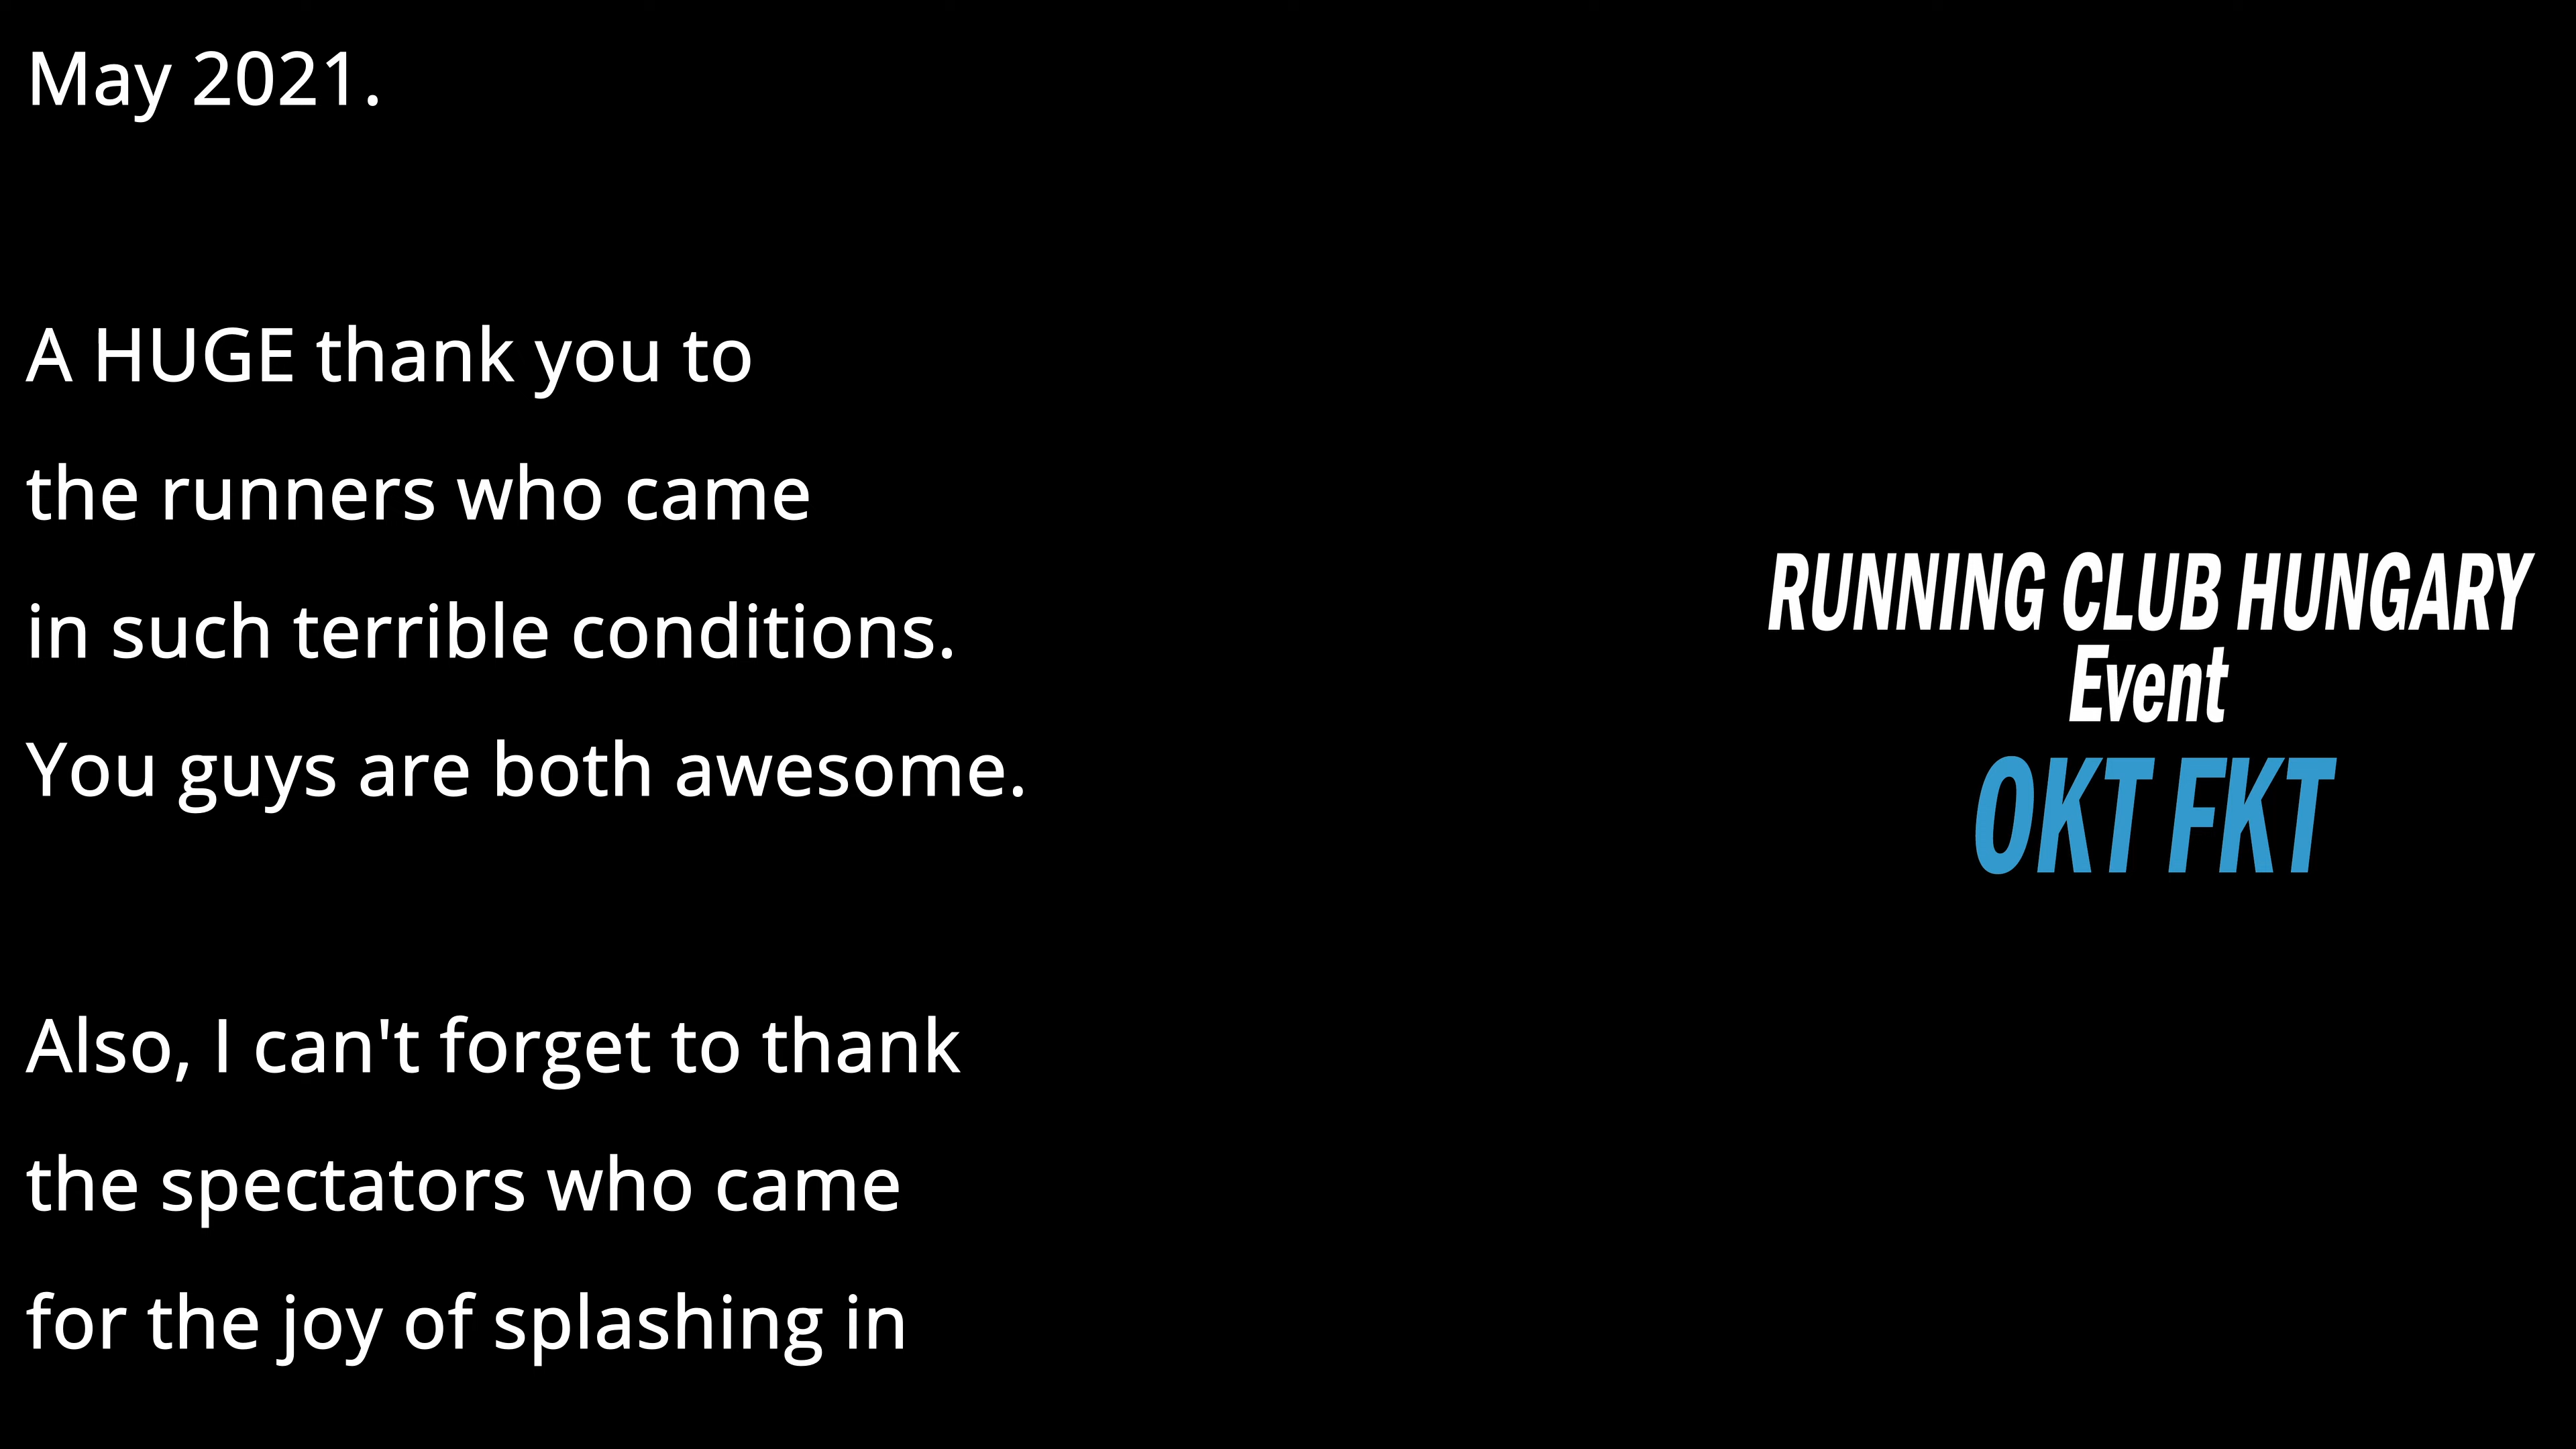 May 2021.
A HUGE thank you to
the runners who came
in such terrible conditions.
You guys are both awesome.
Also, I can't forget to thank
the spectators who came
for the joy of splashing in
RUNNING CLUB HUNGARY
Event
OKT FKT